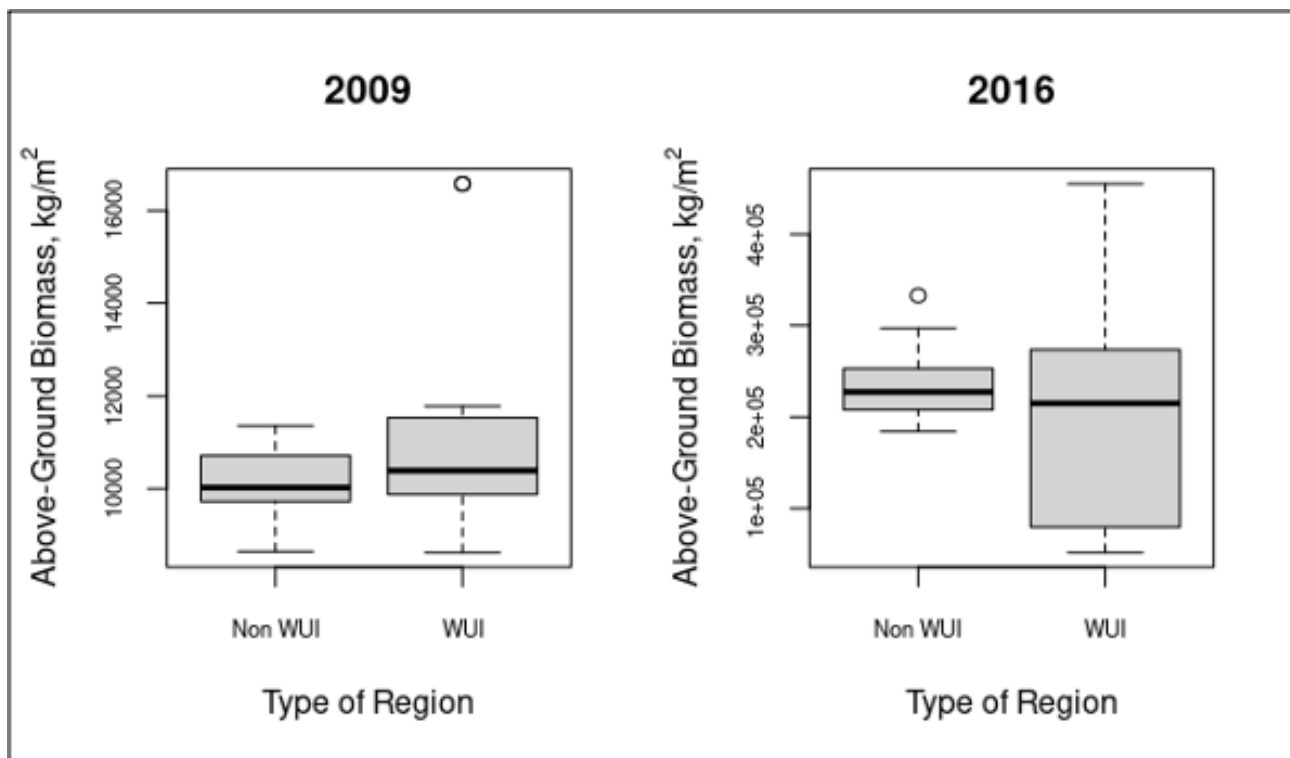 2009
Above-Ground Biomass, kg/m²
16000
14000
12000
10000
Non WUI
WUI
Type of Region
2016
Above-Ground Biomass, kg/m²
4e+05
3e+05
2e+05
1e+05
Non WUI
WUI
Type of Region